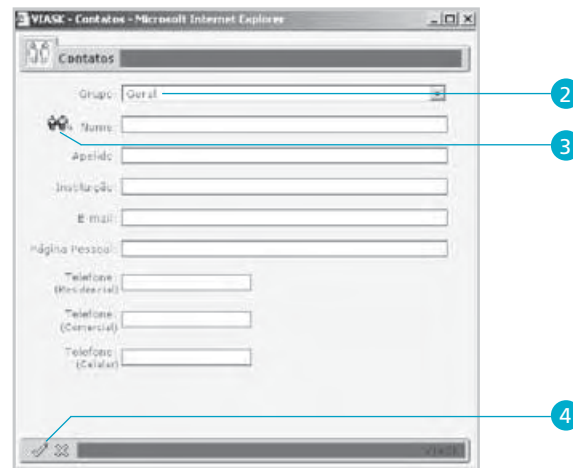 VIASK - Contatos - Microsoft Internet Explorer
Contatos
Grupo: Geral
2
Nome:
3
Apelido:
Instituição:
E-mail:
Página Pessoal:
Telefone:
(Residencial)
Telefone:
(Comercial)
Telefone:
(Celular)
4
VIASK